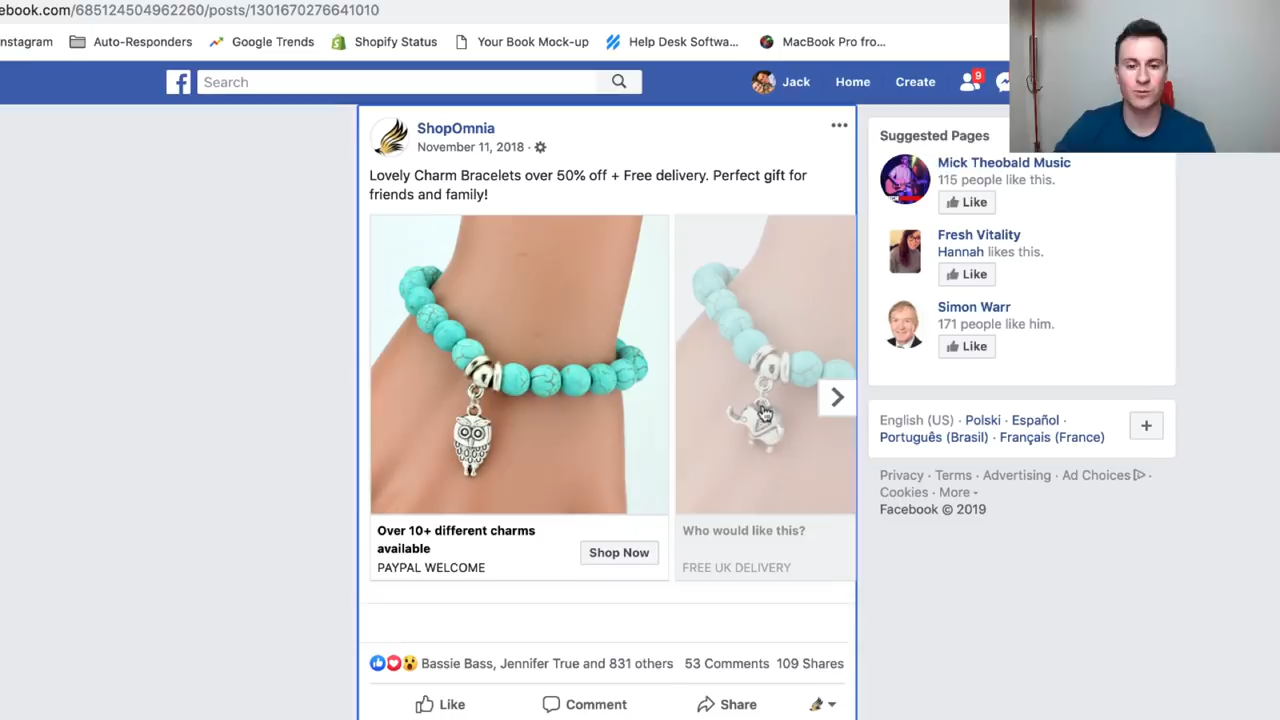 ebook.com/685124504962260/posts/1301670276641010
nstagram Auto-Responders Google Trends Shopify Status Your Book Mock-up Help Desk Softwa... MacBook Pro fro...
Search Jack Home Create 9
ShopOmnia
November 11, 2018 ·
Lovely Charm Bracelets over 50% off + Free delivery. Perfect gift for
friends and family!
Over 10+ different charms
available
PAYPAL WELCOME
Shop Now
Who would like this?
FREE UK DELIVERY
Bassie Bass, Jennifer True and 831 others 53 Comments 109 Shares
Like Comment Share
Suggested Pages
Mick Theobald Music
115 people like this.
Like
Fresh Vitality
Hannah likes this.
Like
Simon Warr
171 people like him.
Like
English (US) · Polski · Español ·
Português (Brasil) · Français (France)
Privacy · Terms · Advertising · Ad Choices ·
Cookies · More
Facebook © 2019